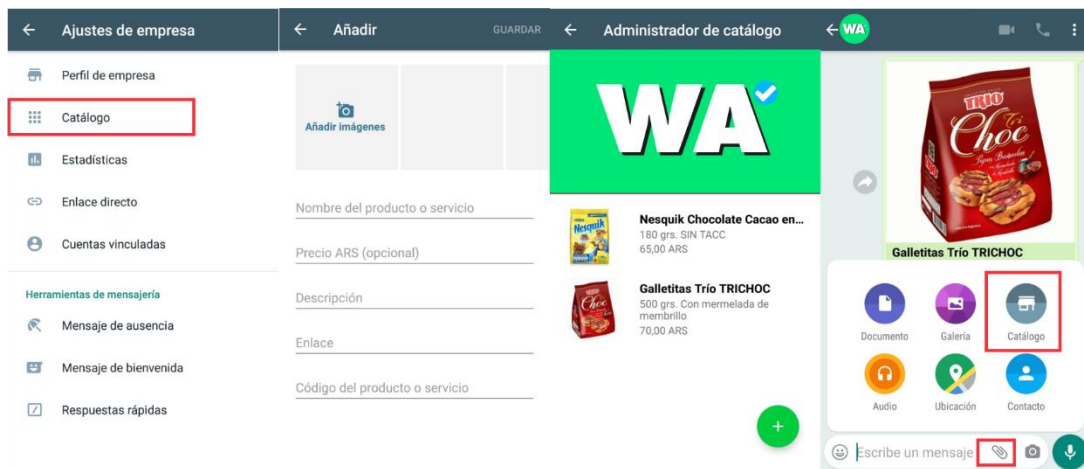 Ajustes de empresa
Perfil de empresa
Catálogo
Estadísticas
Enlace directo
Cuentas vinculadas
Herramientas de mensajería
Mensaje de ausencia
Mensaje de bienvenida
Respuestas rápidas
Añadir
GUARDAR
Añadir imágenes
Nombre del producto o servicio
Precio ARS (opcional)
Descripción
Enlace
Código del producto o servicio
Administrador de catálogo
WA
Nesquik
Nesquik Chocolate Cacao en...
180 grs. SIN TACC
65,00 ARS
Choc
Galletitas Trío TRICHOC
500 grs. Con mermelada de
membrillo
70,00 ARS
WA
TRIO
Tri
Choc
Galletitas Trío TRICHOC
Documento
Galería
Catálogo
Audio
Ubicación
Contacto
Escribe un mensaje